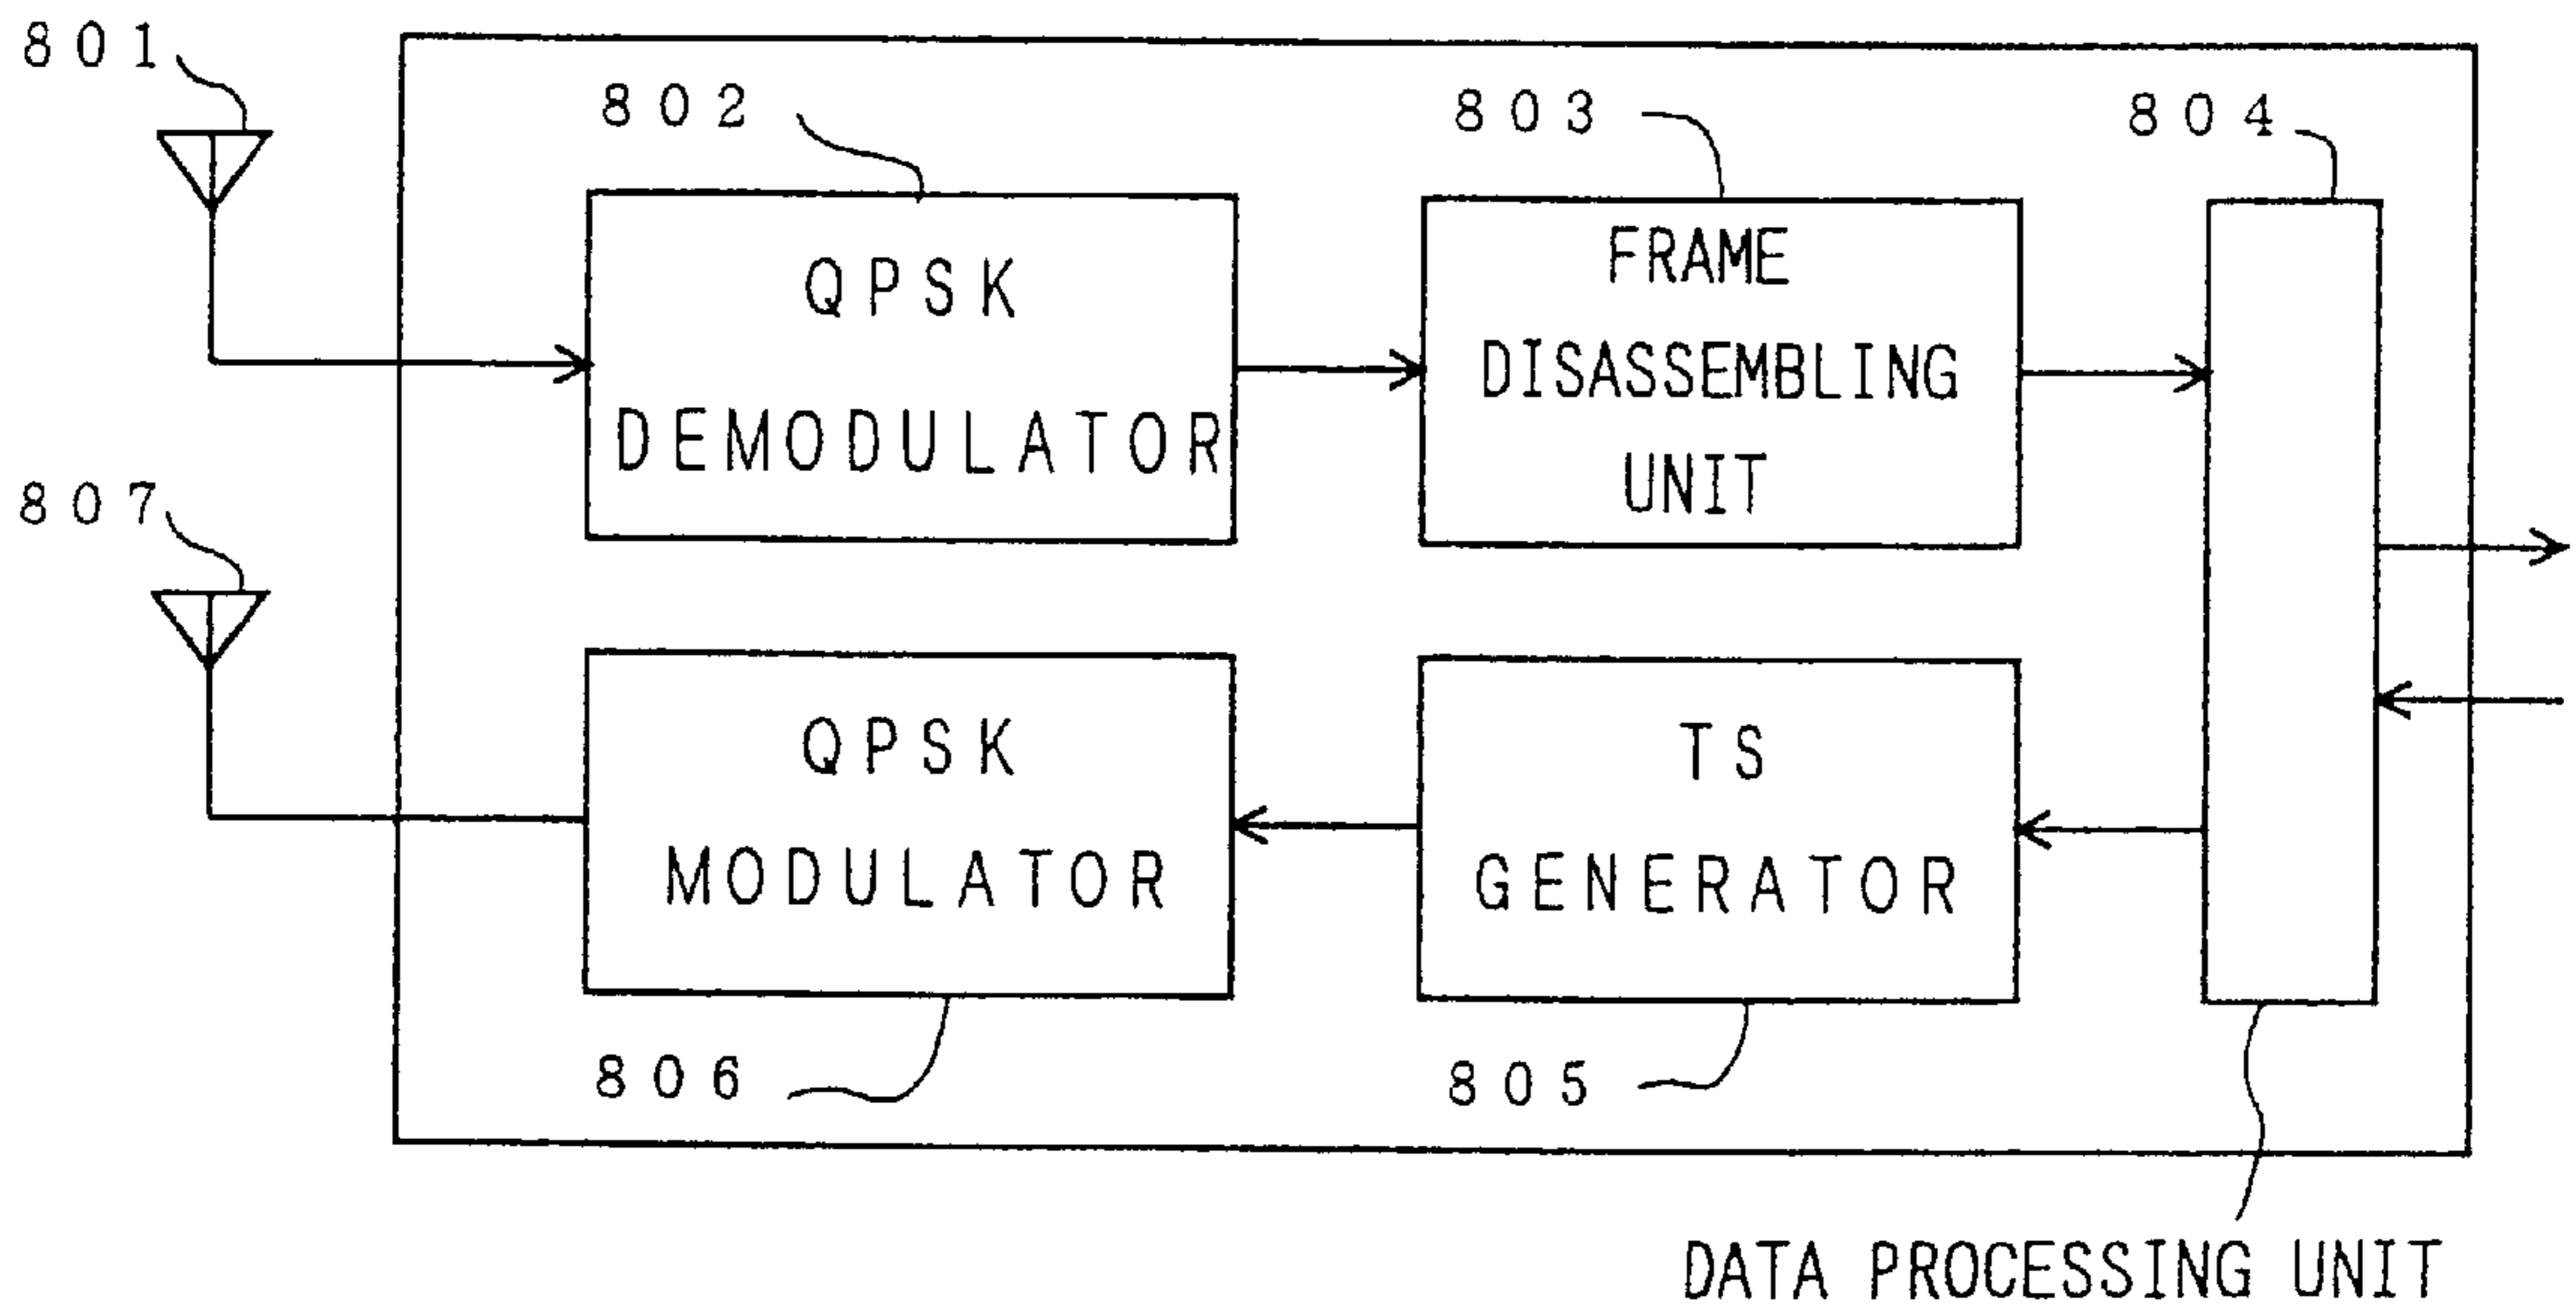 801
802
803
804
QPSK
DEMODULATOR
FRAME
DISASSEMBLING
UNIT
807
QPSK
MODULATOR
TS
GENERATOR
806
805
DATA PROCESSING UNIT